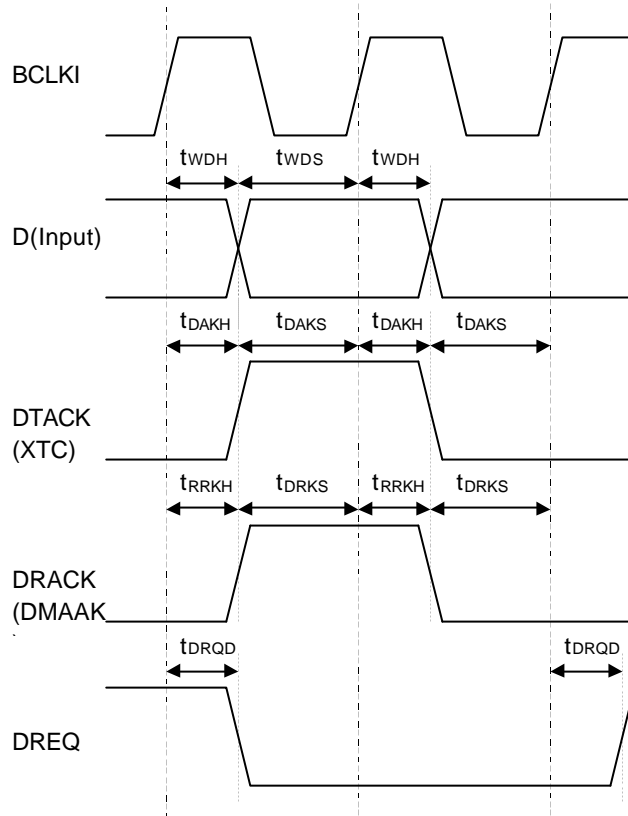 BCLKI
tWDH tWDS tWDH
D(Input)
tDAKH tDAKS tDAKH tDAKS
DTACK
(XTC)
tRRKH tDRKS tRRKH tDRKS
DRACK
(DMAAK
tDRQD tDRQD
DREQ